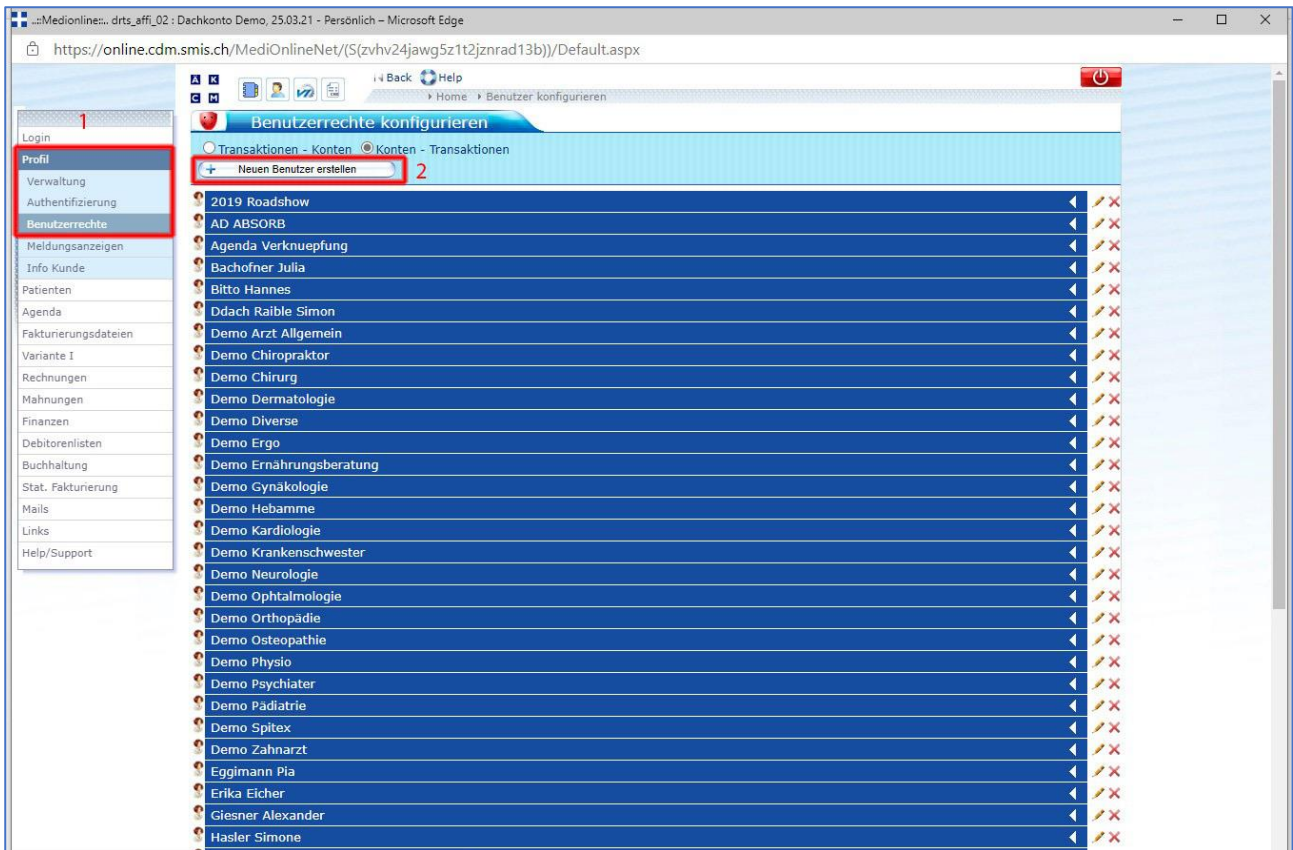 ..::Medionline::.. drts_affi_02 : Dachkonto Demo, 25.03.21 - Persönlich – Microsoft Edge
https://online.cdm.smis.ch/MediOnlineNet/(S(zvhv24jawg5z1t2jznrad13b))/Default.aspx
A K
C M
Back Help
Home Benutzer konfigurieren
1
Login
Profil
Verwaltung
Authentifizierung
Benutzerrechte
Meldungsanzeigen
Info Kunde
Patienten
Agenda
Fakturierungsdateien
Variante I
Rechnungen
Mahnungen
Finanzen
Debitorenlisten
Buchhaltung
Stat. Fakturierung
Mails
Links
Help/Support
Benutzerrechte konfigurieren
Transaktionen - Konten Konten - Transaktionen
+ Neuen Benutzer erstellen 2
2019 Roadshow
AD ABSORB
Agenda Verknuepfung
Bachofner Julia
Bitto Hannes
Ddach Raible Simon
Demo Arzt Allgemein
Demo Chiropraktor
Demo Chirurg
Demo Dermatologie
Demo Diverse
Demo Ergo
Demo Ernährungsberatung
Demo Gynäkologie
Demo Hebamme
Demo Kardiologie
Demo Krankenschwester
Demo Neurologie
Demo Ophtalmologie
Demo Orthopädie
Demo Osteopathie
Demo Physio
Demo Psychiater
Demo Pädiatrie
Demo Spitex
Demo Zahnarzt
Eggimann Pia
Erika Eicher
Giesner Alexander
Hasler Simone